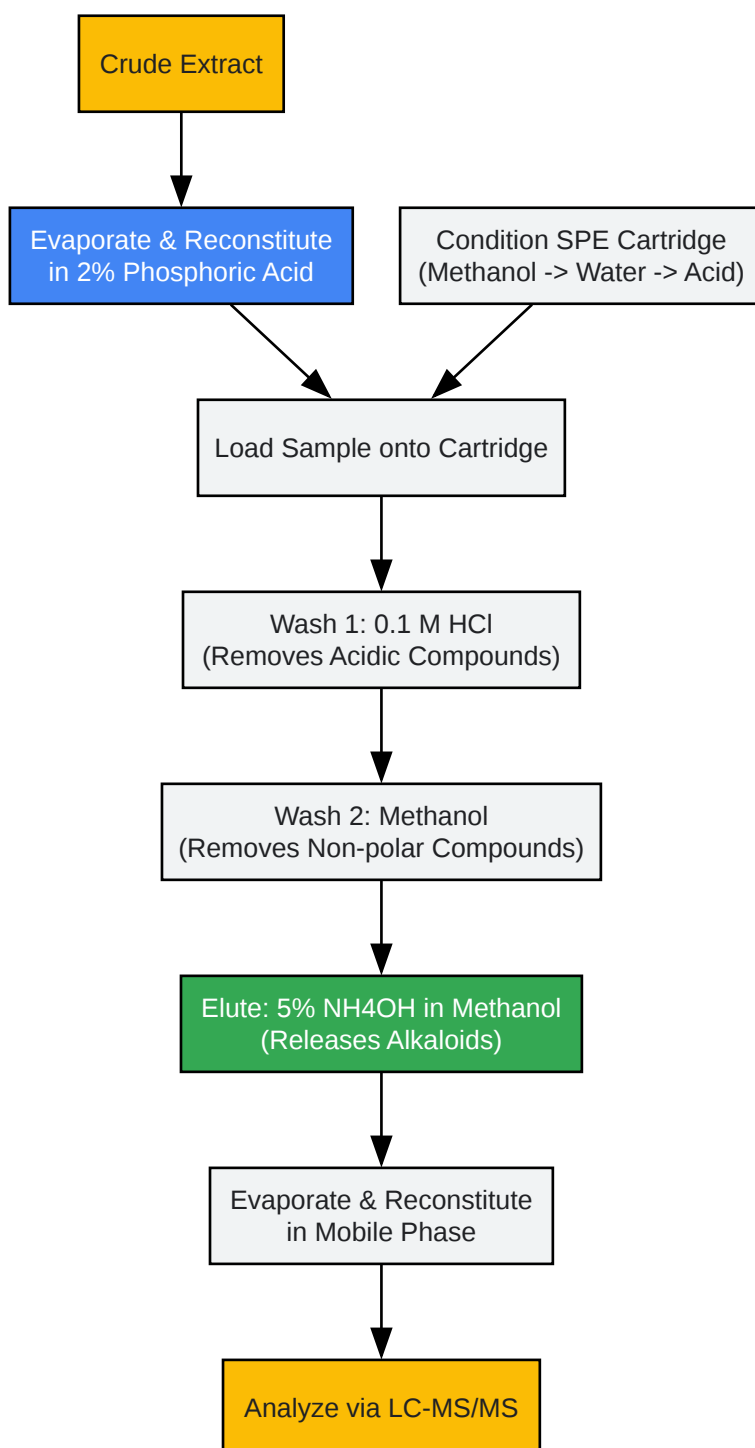 Crude Extract
Evaporate & Reconstitute
in 2% Phosphoric Acid
Condition SPE Cartridge
(Methanol -> Water -> Acid)
Load Sample onto Cartridge
Wash 1: 0.1 M HCl
(Removes Acidic Compounds)
Wash 2: Methanol
(Removes Non-polar Compounds)
Elute: 5% NH4OH in Methanol
(Releases Alkaloids)
Evaporate & Reconstitute
in Mobile Phase
Analyze via LC-MS/MS